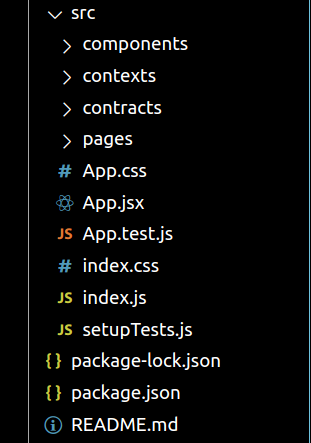 src
components
contexts
contracts
pages
# App.css
App.jsx
JS App.test.js
# index.css
JS index.js
JS setupTests.js
{} package-lock.json
{} package.json
README.md